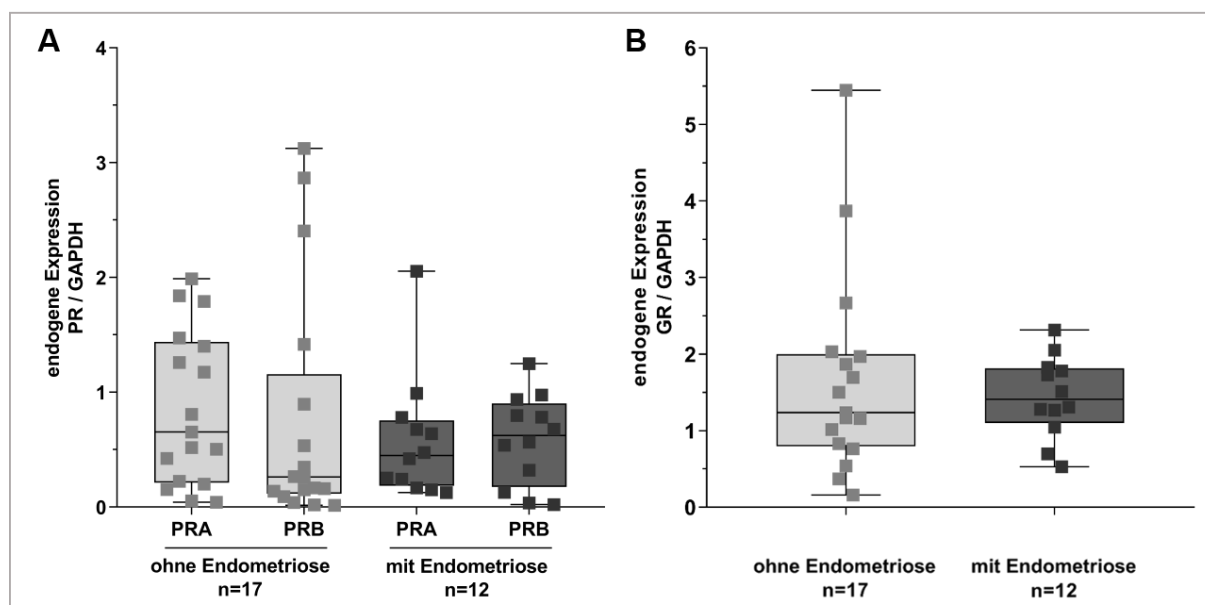 A
endogene Expression
PR / GAPDH
4
3
2
1
0
PRA
PRB
PRA
PRB
ohne Endometriose
n=17
mit Endometriose
n=12
B
endogene Expression
GR / GAPDH
6
5
4
3
2
1
0
ohne Endometriose
n=17
mit Endometriose
n=12